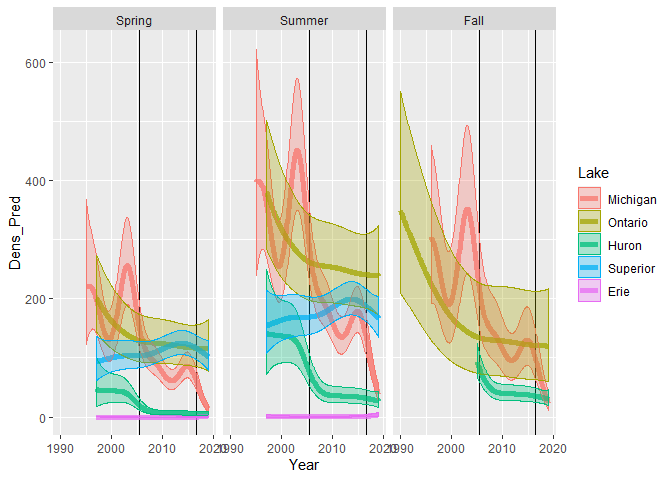 Spring Summer Fall
600
400
200
0
Dens_Pred
1990 2000 2010 2020 1990 2000 2010 2020 1990 2000 2010 2020
Year
Lake
Michigan
Ontario
Huron
Superior
Erie